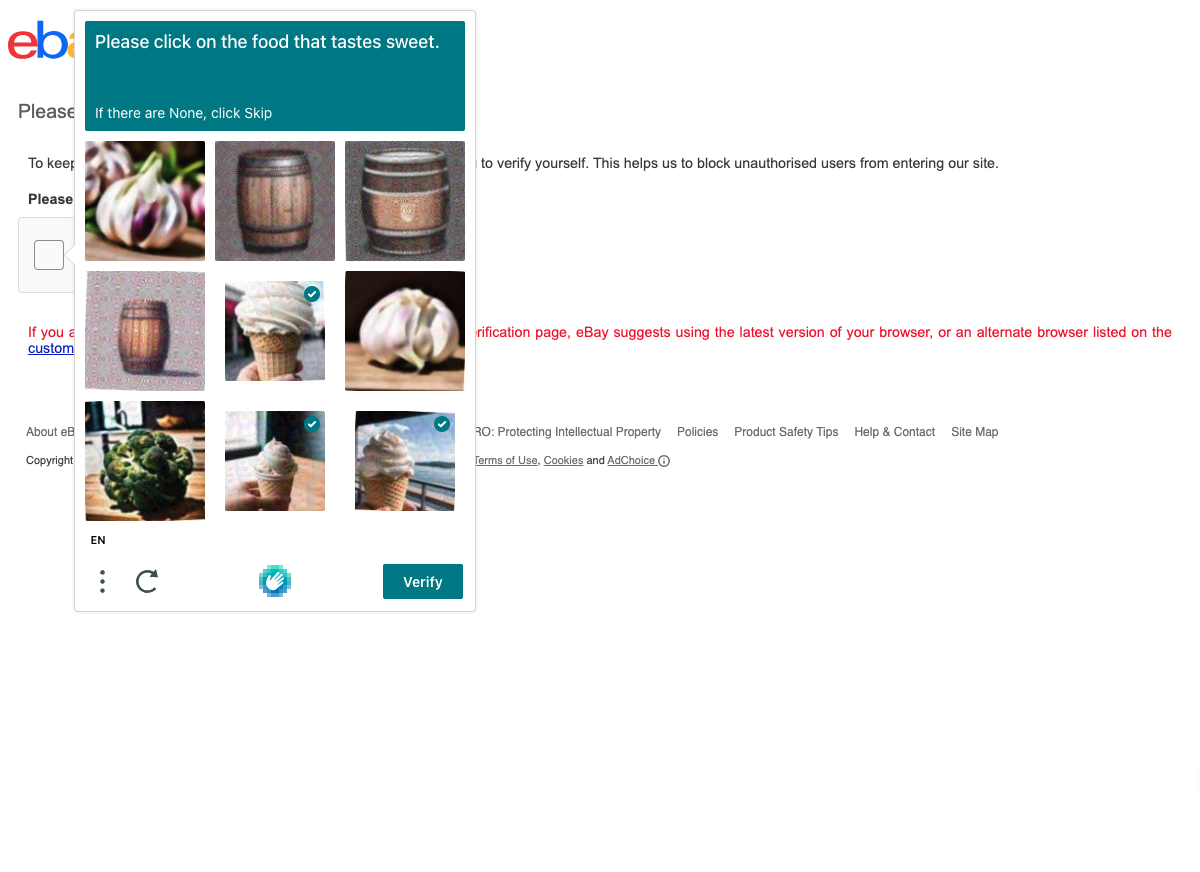 eb
Please click on the food that tastes sweet.
If there are None, click Skip
Please
To keep
to verify yourself. This helps us to block unauthorised users from entering our site.
Please
If you a
rification page, eBay suggests using the latest version of your browser, or an alternate browser listed on the
custom
About eB
RO: Protecting Intellectual Property Policies Product Safety Tips Help & Contact Site Map
Copyright
Terms of Use, Cookies and AdChoice
EN
Verify